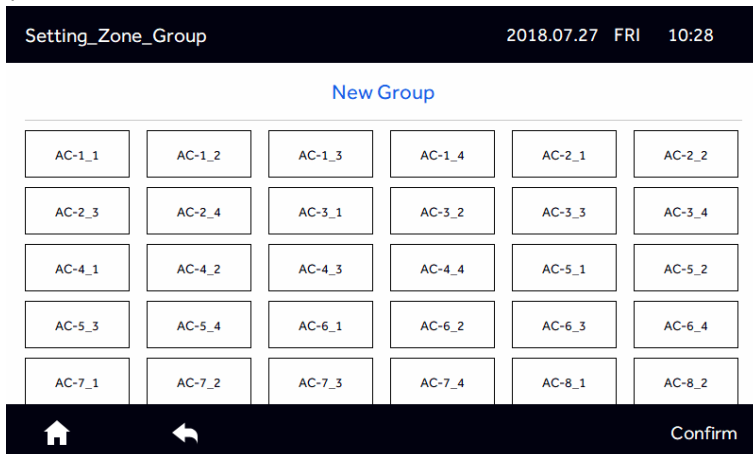 Setting_Zone_Group 2018.07.27 FRI 10:28
New Group
AC-1_1 AC-1_2 AC-1_3 AC-1_4 AC-2_1 AC-2_2
AC-2_3 AC-2_4 AC-3_1 AC-3_2 AC-3_3 AC-3_4
AC-4_1 AC-4_2 AC-4_3 AC-4_4 AC-5_1 AC-5_2
AC-5_3 AC-5_4 AC-6_1 AC-6_2 AC-6_3 AC-6_4
AC-7_1 AC-7_2 AC-7_3 AC-7_4 AC-8_1 AC-8_2
Confirm